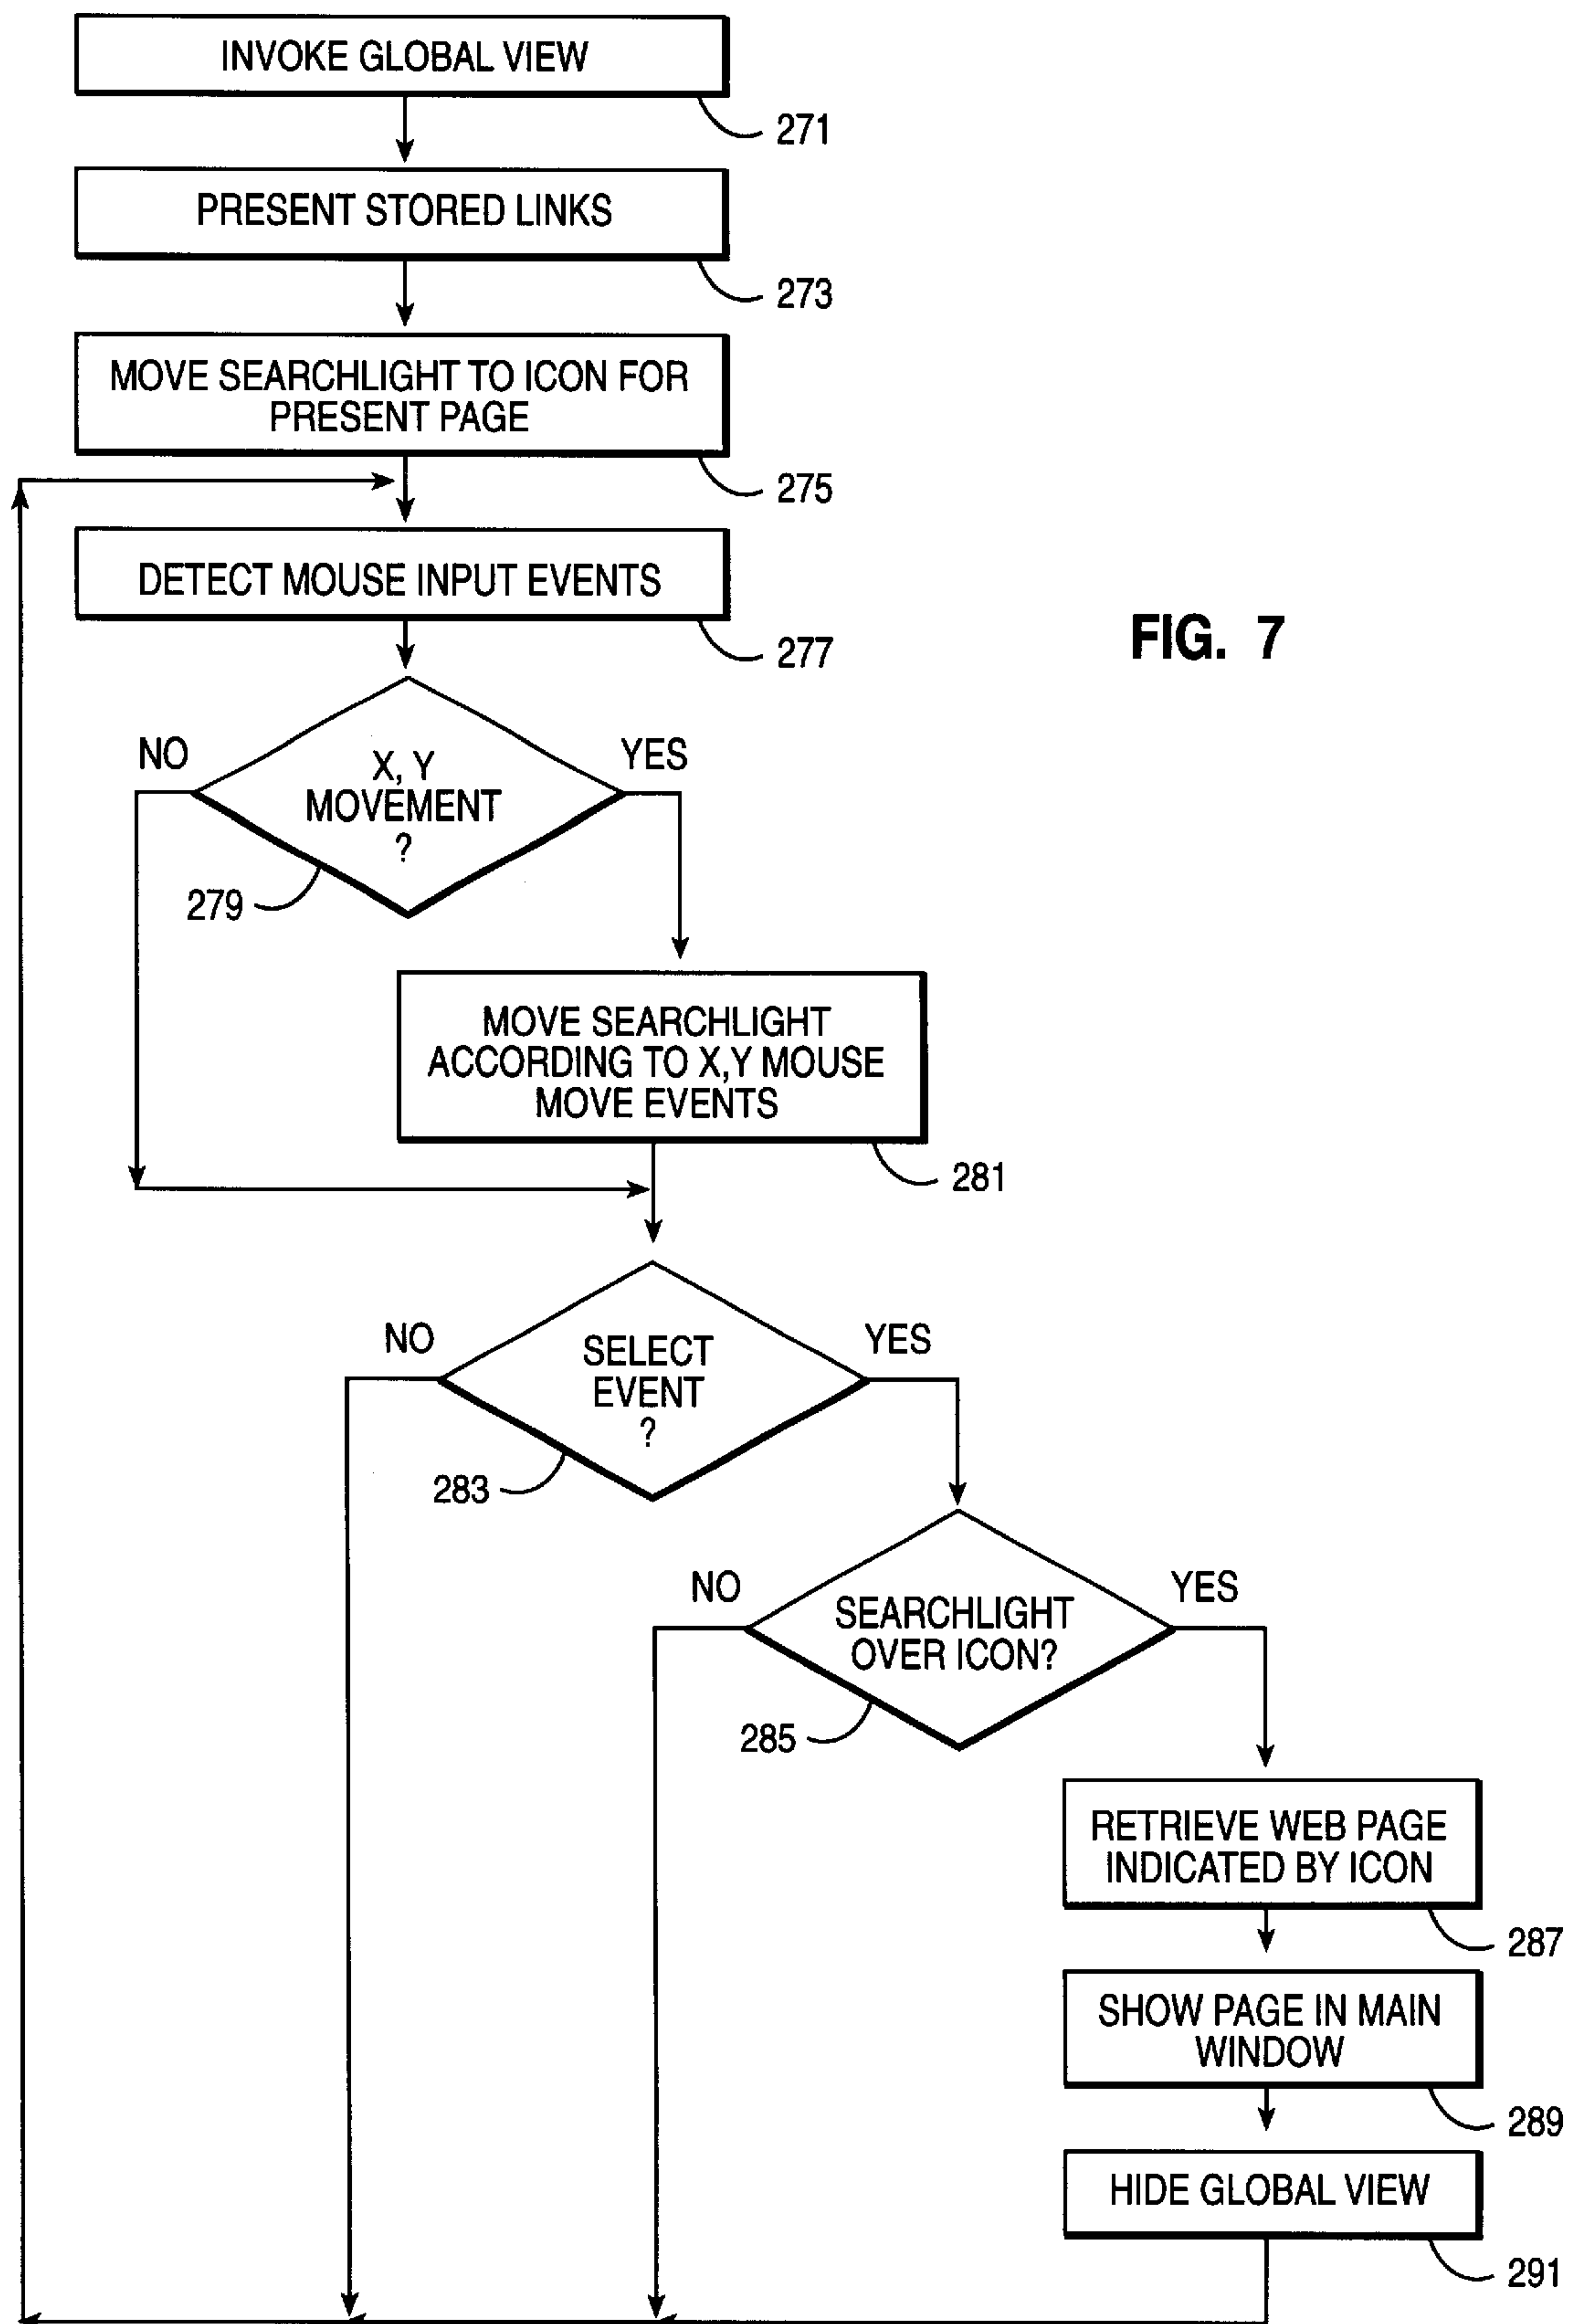 INVOKE GLOBAL VIEW
271
PRESENT STORED LINKS
273
MOVE SEARCHLIGHT TO ICON FOR
PRESENT PAGE
275
DETECT MOUSE INPUT EVENTS
277
FIG. 7
NO
YES
X, Y
MOVEMENT
?
279
MOVE SEARCHLIGHT
ACCORDING TO X,Y MOUSE
MOVE EVENTS
281
NO
YES
SELECT
EVENT
?
283
NO
YES
SEARCHLIGHT
OVER ICON?
285
RETRIEVE WEB PAGE
INDICATED BY ICON
287
SHOW PAGE IN MAIN
WINDOW
289
HIDE GLOBAL VIEW
291